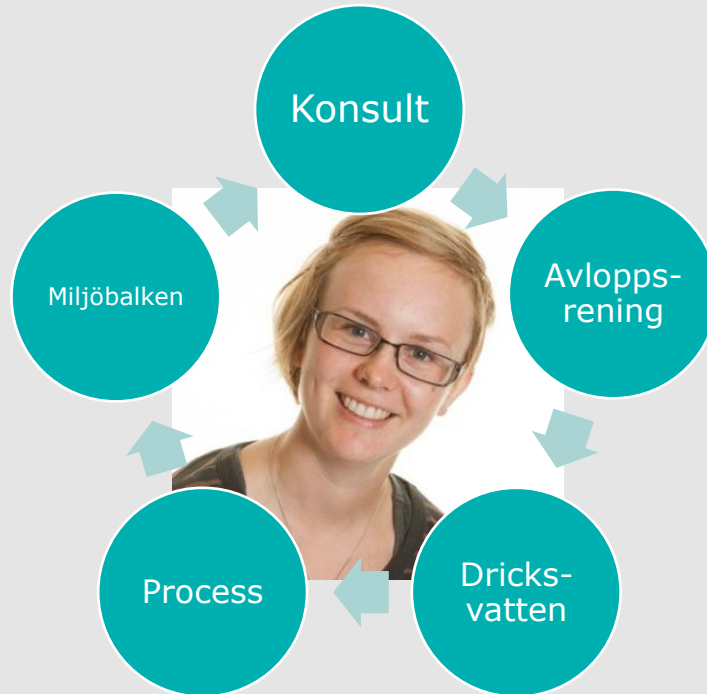 Konsult
Avlopps-
rening
Dricks-
vatten
Process
Miljöbalken